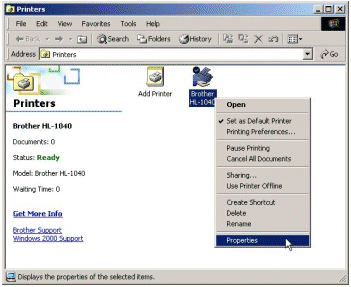 Printers
File Edit View Favorites Tools Help
Back Search Folders History
Address Printers Go
Printers
Brother HL-1040
Documents: 0
Status: Ready
Model: Brother HL-1040
Waiting Time: 0
Get More Info
Brother Support
Windows 2000 Support
Add Printer
Brother
HL-1040
Open
Set as Default Printer
Printing Preferences...
Pause Printing
Cancel All Documents
Sharing...
Use Printer Offline
Create Shortcut
Delete
Rename
Properties
Displays the properties of the selected items.